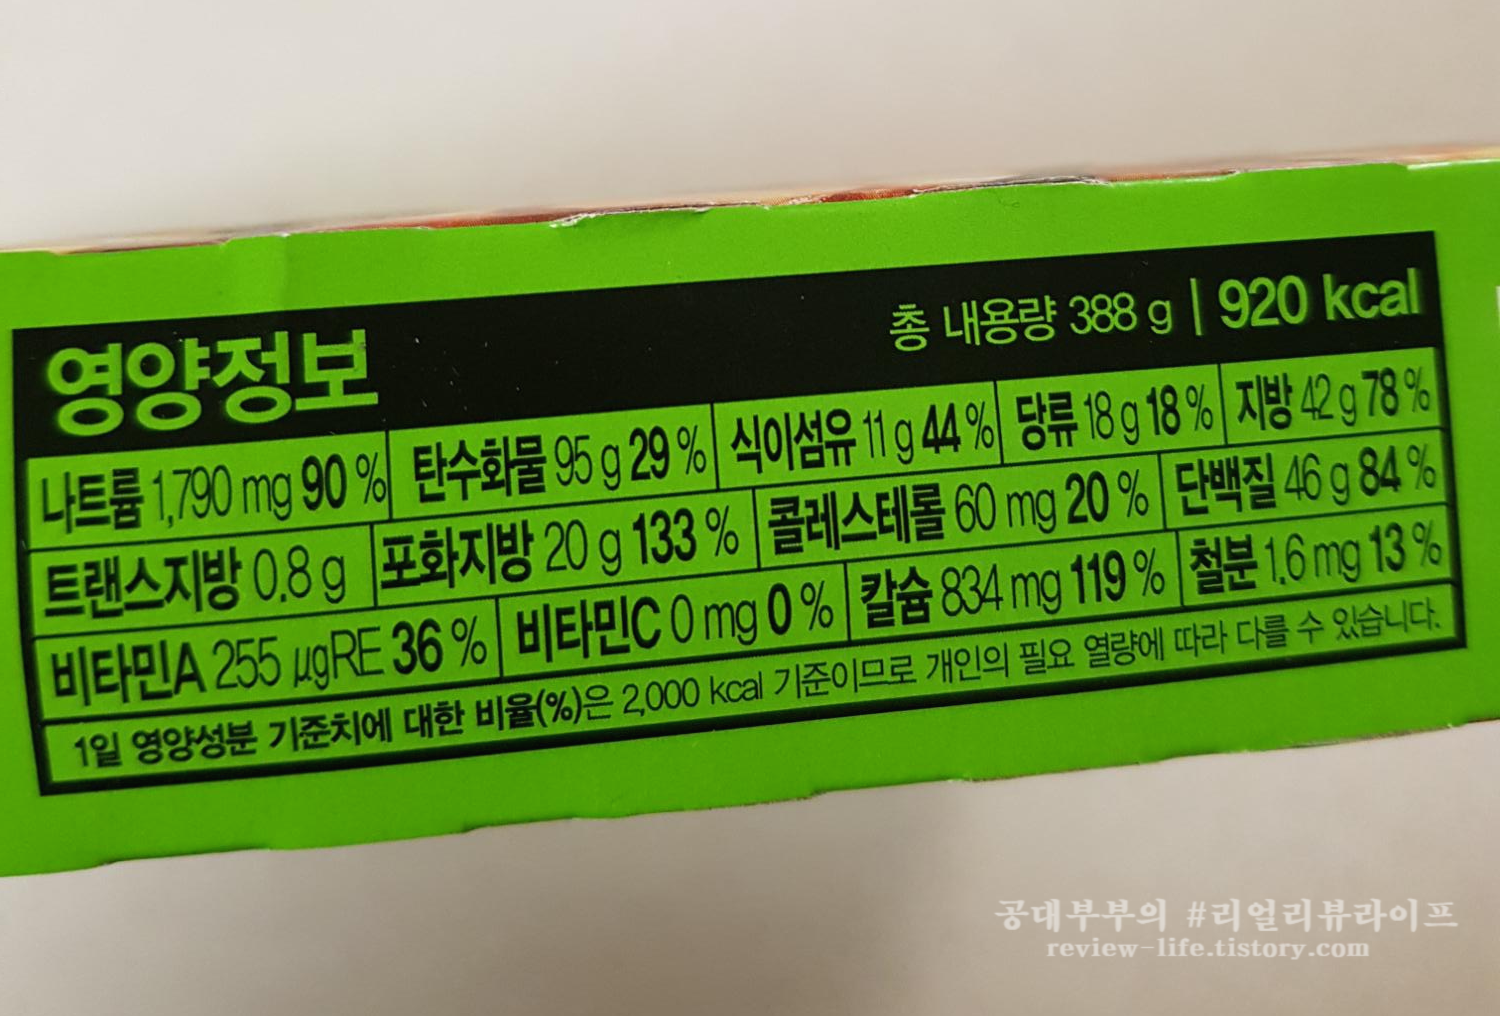 영양정보 총 내용량 388 g | 920 kcal
나트륨 1,790 mg 90 % 탄수화물 95 g 29 % 식이섬유 11 g 44 % 당류 18 g 18 % 지방 42 g 78 %
트랜스지방 0.8 g 포화지방 20 g 133 % 콜레스테롤 60 mg 20 % 단백질 46 g 84 %
비타민A 255 μgRE 36 % 비타민C 0 mg 0 % 칼슘 834 mg 119 % 철분 1.6 mg 13 %
1일 영양성분 기준치에 대한 비율(%)은 2,000 kcal 기준이므로 개인의 필요 열량에 따라 다를 수 있습니다.
공대부부의 #리얼리뷰라이프
review-life.tistory.com